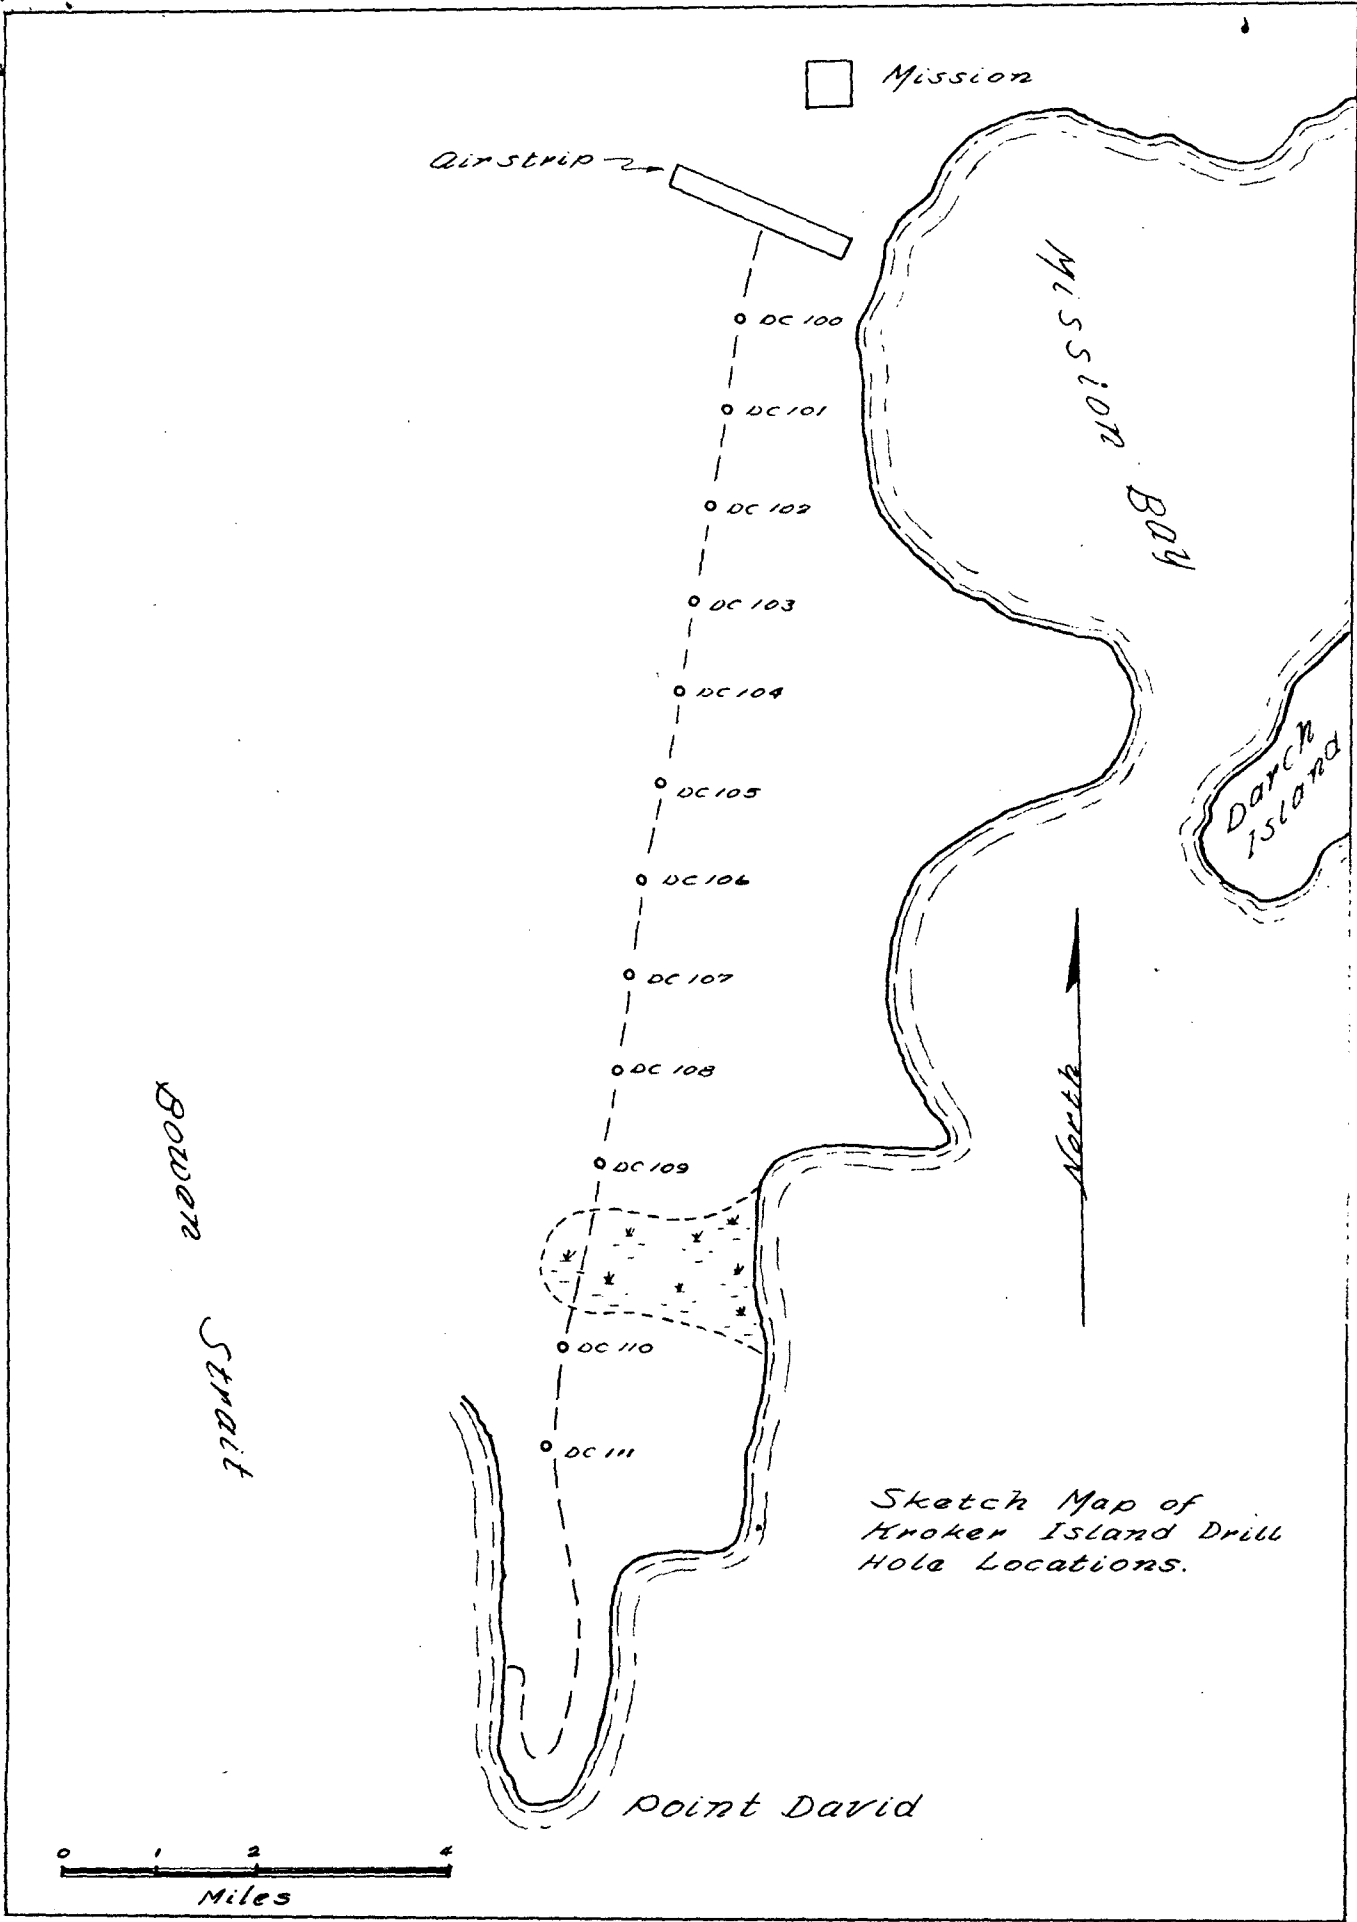 Mission
Airstrip
Mission Bay
DC 100
DC 101
DC 102
DC 103
DC 104
DC 105
DC 106
DC 107
DC 108
DC 109
DC 110
DC 111
Darch
Island
North
Bowen Strait
Sketch Map of
Kroker Island Drill
Hole Locations.
Point David
0 1 2 4
Miles